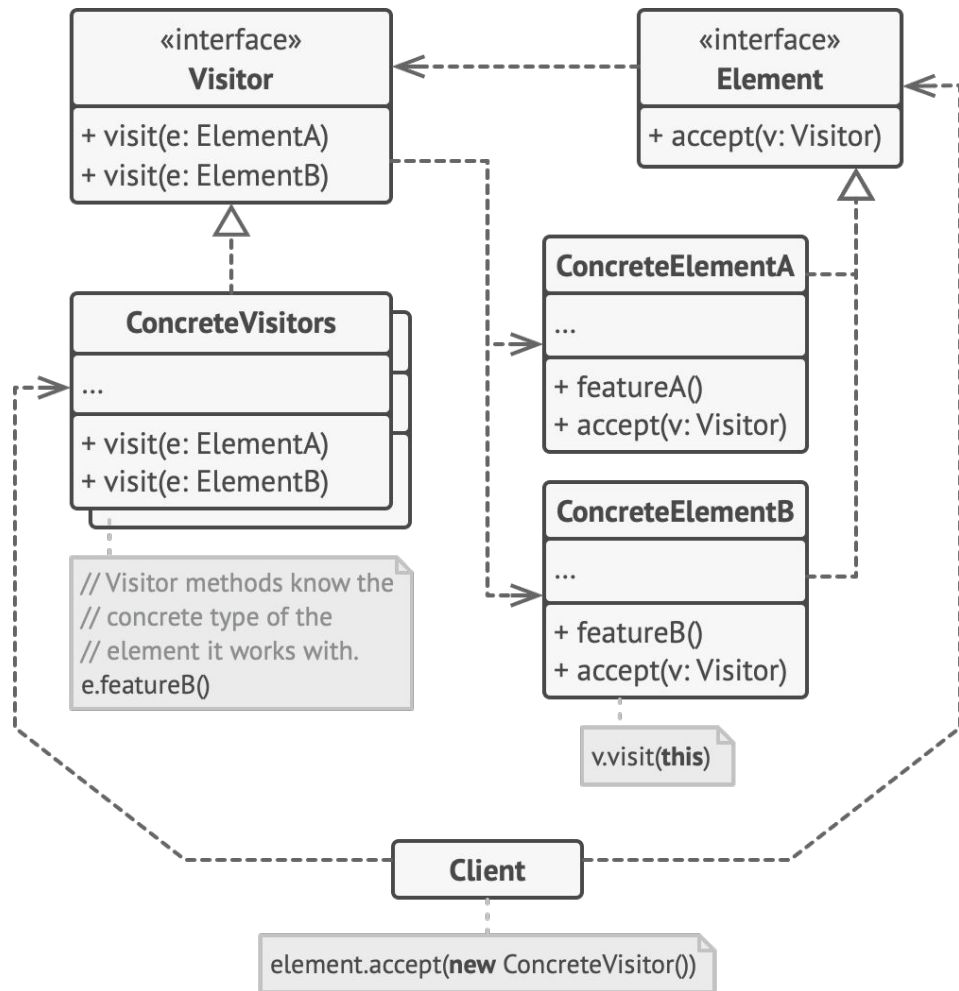 «interface»
Visitor
+ visit(e: ElementA)
+ visit(e: ElementB)
«interface»
Element
+ accept(v: Visitor)
ConcreteVisitors
...
+ visit(e: ElementA)
+ visit(e: ElementB)
// Visitor methods know the
// concrete type of the
// element it works with.
e.featureB()
ConcreteElementA
...
+ featureA()
+ accept(v: Visitor)
ConcreteElementB
...
+ featureB()
+ accept(v: Visitor)
v.visit(this)
Client
element.accept(new ConcreteVisitor())